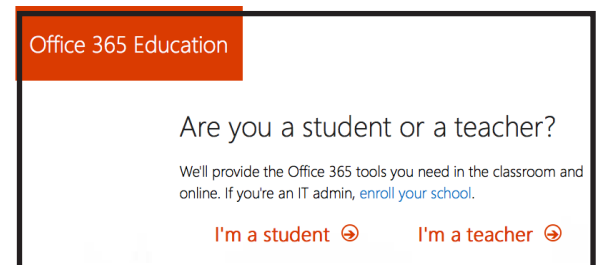 Office 365 Education
Are you a student or a teacher?
We'll provide the Office 365 tools you need in the classroom and
online. If you're an IT admin, enroll your school.
I'm a student
I'm a teacher